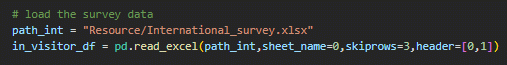 # load the survey data
path_int = "Resource/International_survey.xlsx"
in_visitor_df = pd.read_excel(path_int,sheet_name=0,skiprows=3,header=[0,1])